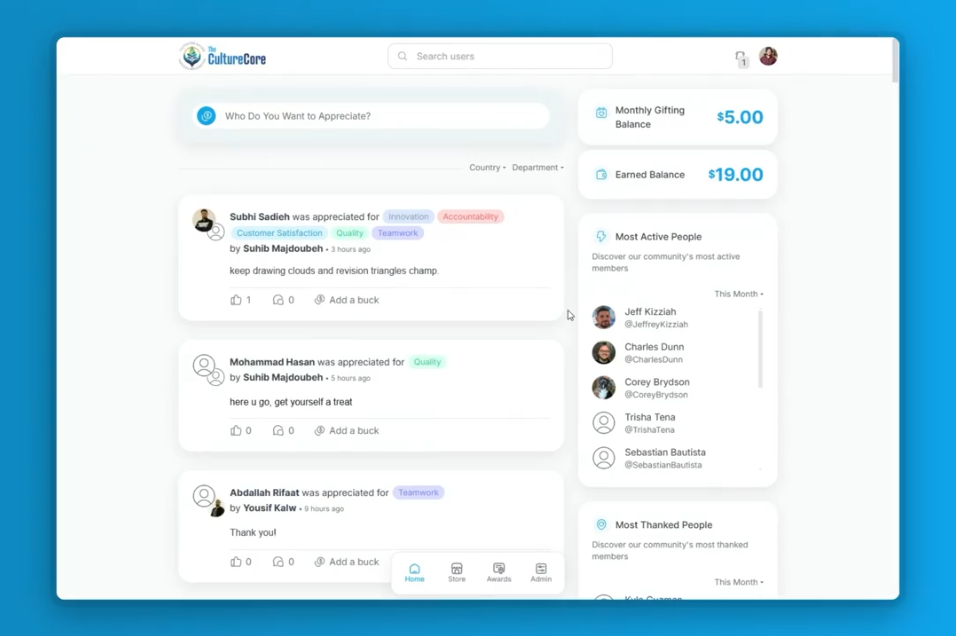 The
CultureCore
Search users
1
Who Do You Want to Appreciate?
Country
Department
Subhi Sadieh was appreciated for Innovation Accountability
Customer Satisfaction Quality Teamwork
by Suhib Majdoubeh • 3 hours ago
keep drawing clouds and revision triangles champ.
1 0 Add a buck
Mohammad Hasan was appreciated for Quality
by Suhib Majdoubeh • 5 hours ago
here u go, get yourself a treat
0 0 Add a buck
Abdallah Rifaat was appreciated for Teamwork
by Yousif Kalw • 9 hours ago
Thank you!
0 0 Add a buck
Home Store Awards Admin
Monthly Gifting
Balance
$5.00
Earned Balance $19.00
Most Active People
Discover our community's most active
members
This Month
Jeff Kizziah
@JeffreyKizziah
Charles Dunn
@CharlesDunn
Corey Brydson
@CoreyBrydson
Trisha Tena
@TrishaTena
Sebastian Bautista
@SebastianBautista
Most Thanked People
Discover our community's most thanked
members
This Month